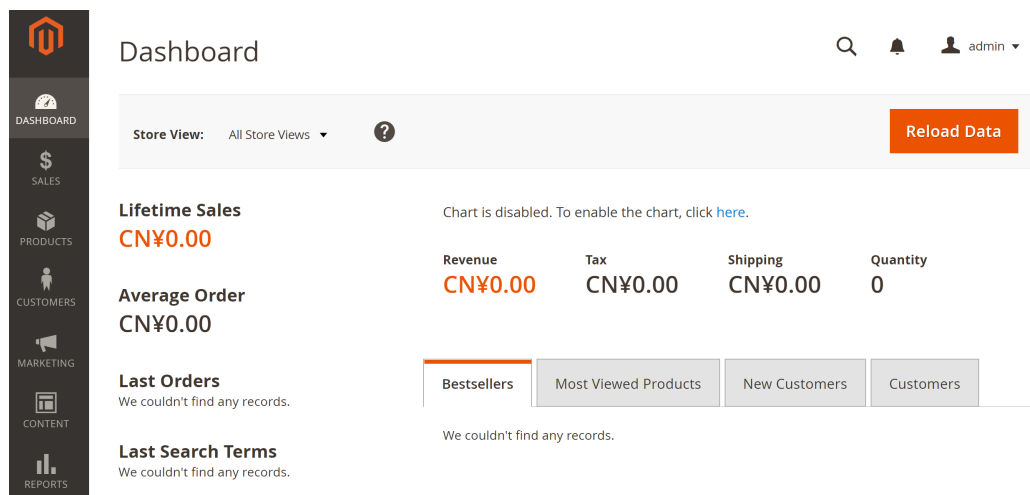 Dashboard
admin
DASHBOARD
Store View: All Store Views
?
Reload Data
$
SALES
Lifetime Sales
CN¥0.00
Chart is disabled. To enable the chart, click here.
PRODUCTS
Revenue Tax Shipping Quantity
CN¥0.00 CN¥0.00 CN¥0.00 0
CUSTOMERS
Average Order
CN¥0.00
MARKETING
Last Orders
We couldn't find any records.
Bestsellers Most Viewed Products New Customers Customers
CONTENT
We couldn't find any records.
Last Search Terms
We couldn't find any records.
REPORTS